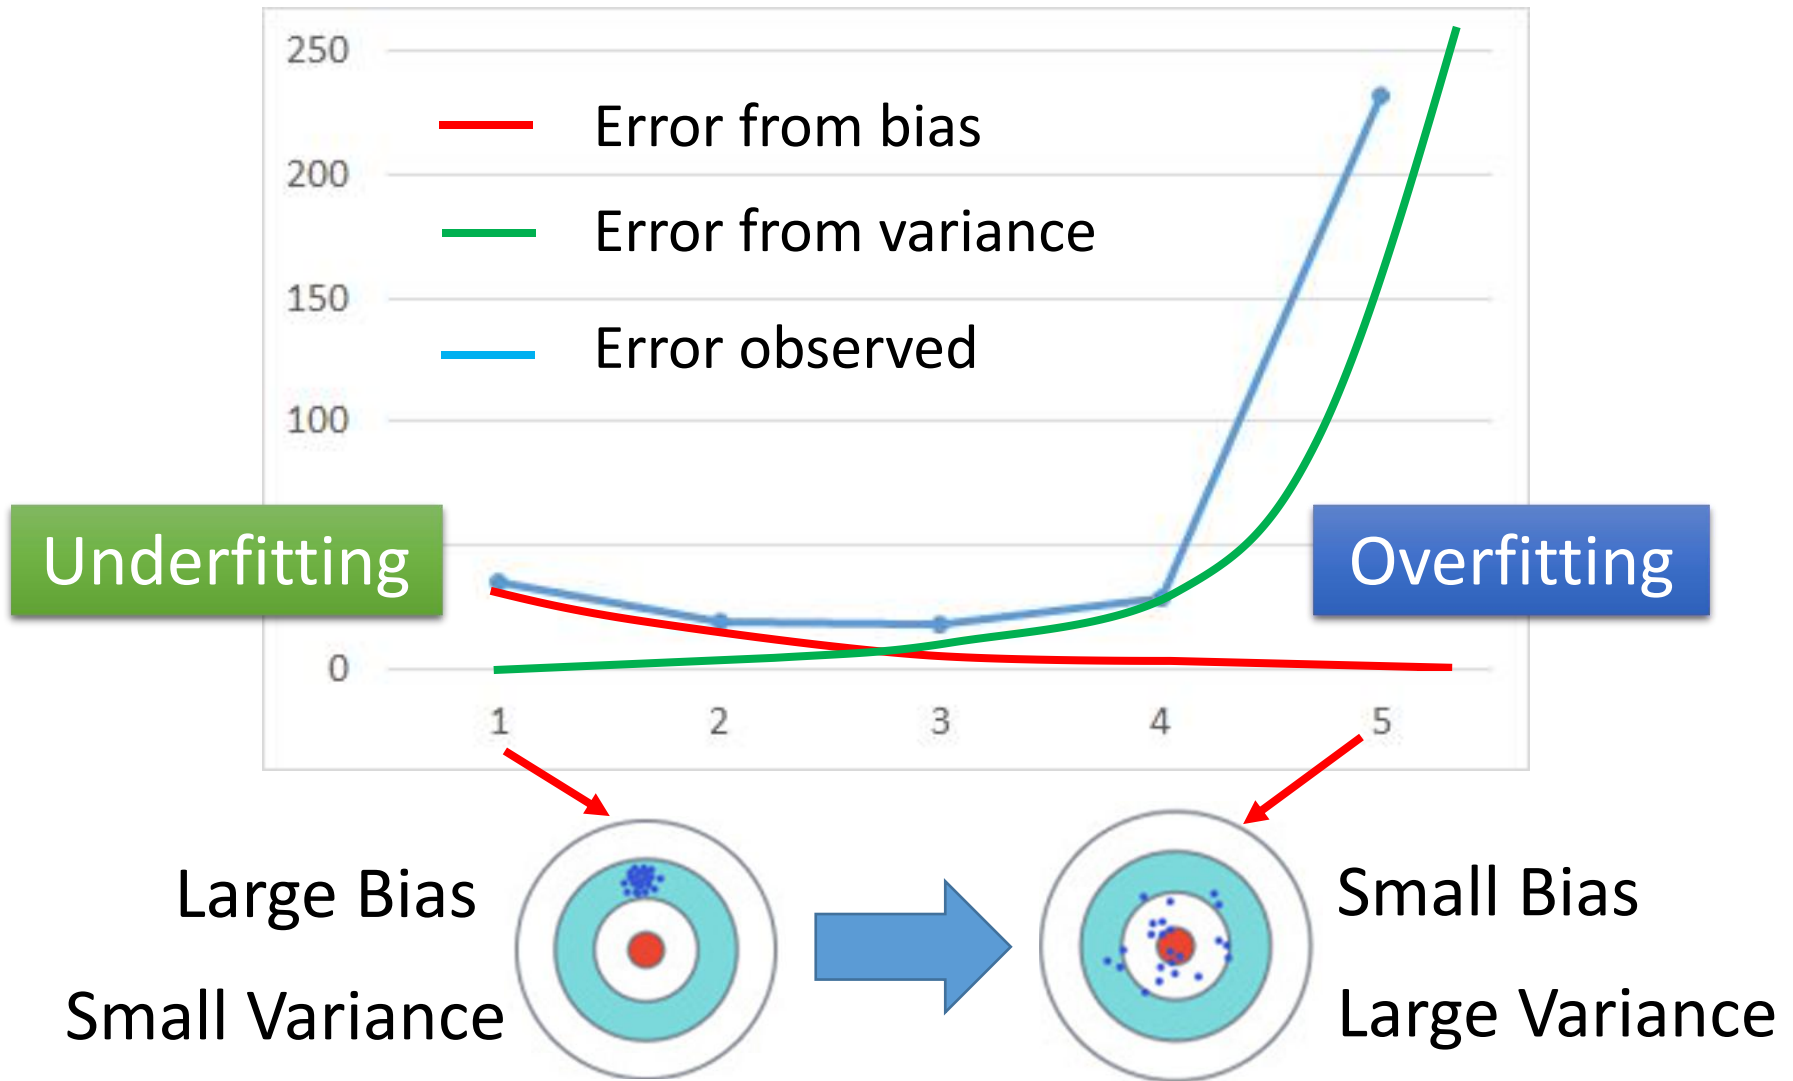 250
Error from bias
200
Error from variance
150
Error observed
100
Underfitting
Overfitting
0
1 2 3 4 5
Large Bias
Small Bias
Small Variance
Large Variance